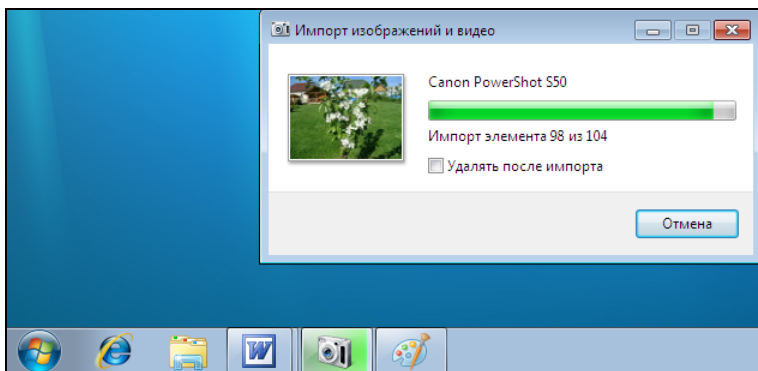 Импорт изображений и видео
Canon PowerShot S50
Импорт элемента 98 из 104
Удалять после импорта
Отмена